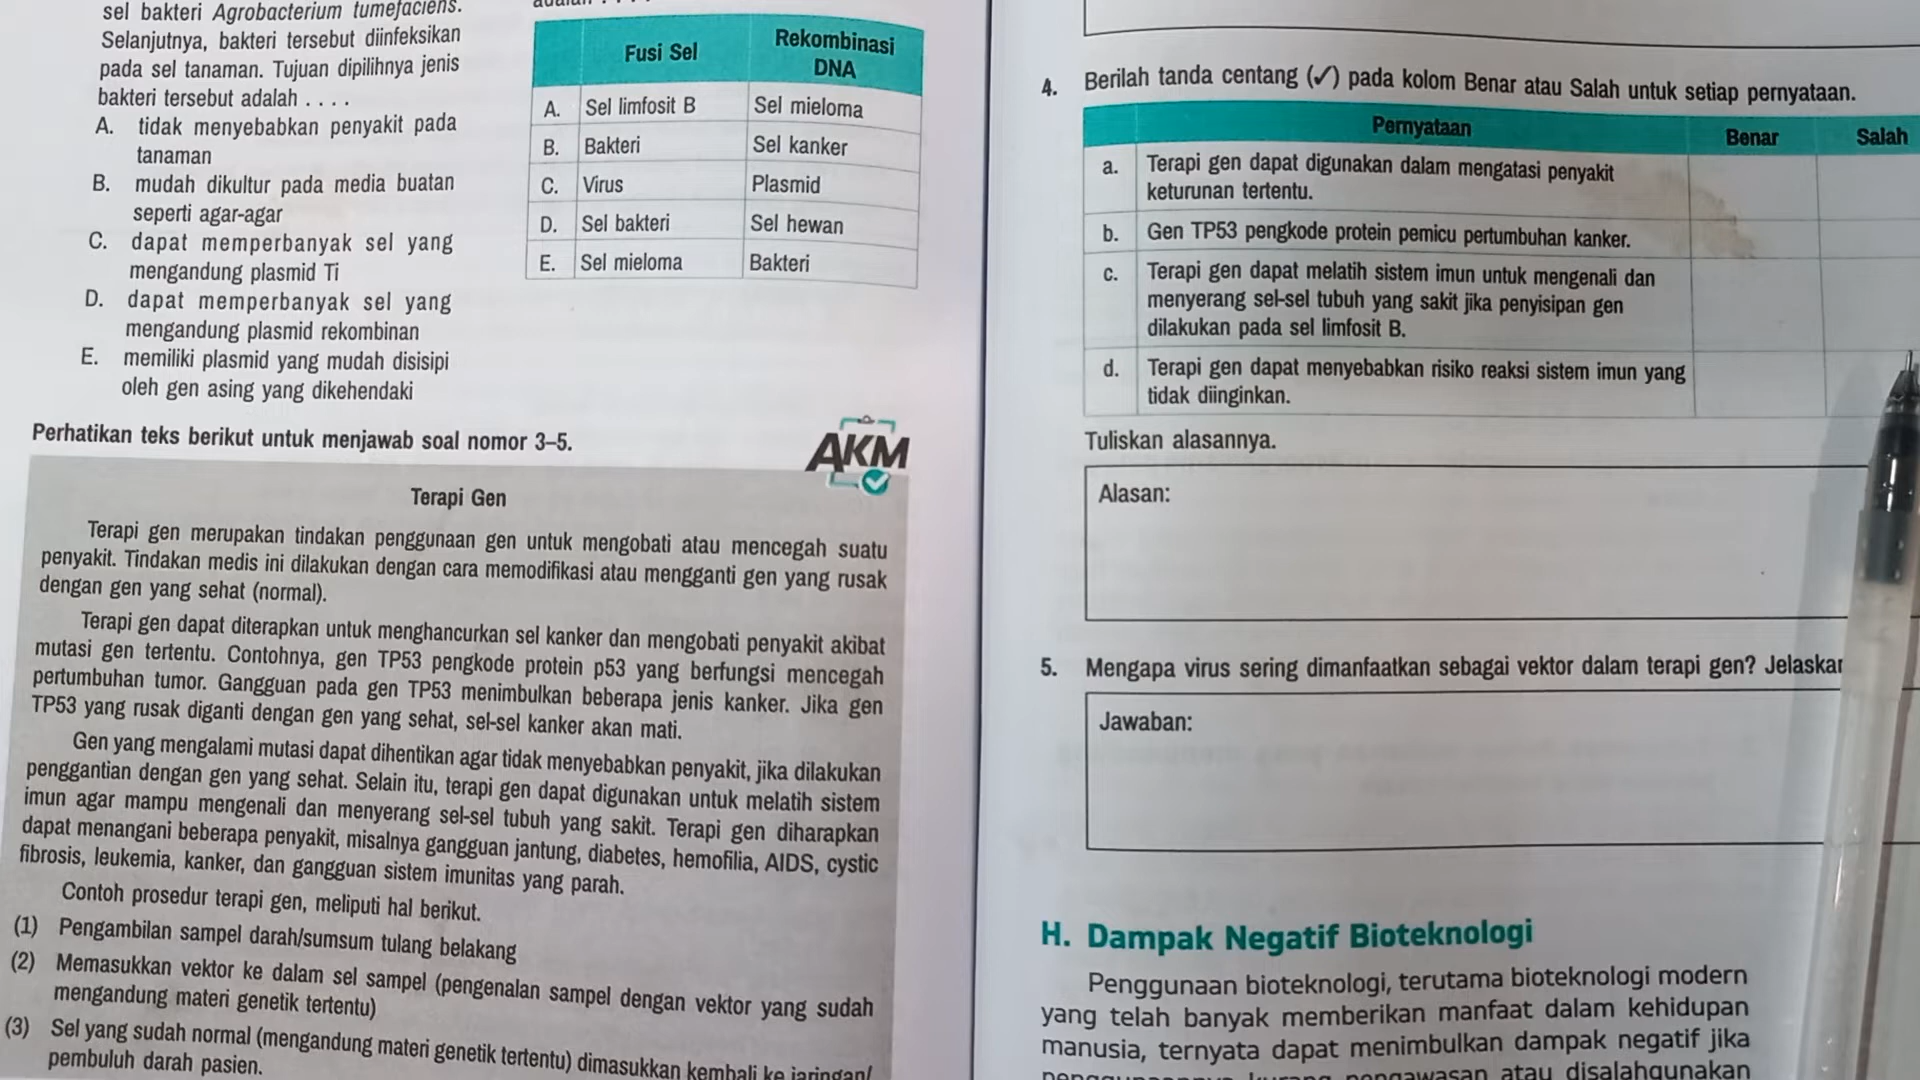 sel bakteri Agrobacterium tumefaciens.
Selanjutnya, bakteri tersebut diinfeksikan
pada sel tanaman. Tujuan dipilihnya jenis
bakteri tersebut adalah . . . .
A. tidak menyebabkan penyakit pada
tanaman
B. mudah dikultur pada media buatan
seperti agar-agar
C. dapat memperbanyak sel yang
mengandung plasmid Ti
D. dapat memperbanyak sel yang
mengandung plasmid rekombinan
E. memiliki plasmid yang mudah disisipi
oleh gen asing yang dikehendaki
Fusi Sel Rekombinasi
DNA
A. Sel limfosit B Sel mieloma
B. Bakteri Sel kanker
C. Virus Plasmid
D. Sel bakteri Sel hewan
E. Sel mieloma Bakteri
Perhatikan teks berikut untuk menjawab soal nomor 3–5.
AKM
Terapi Gen
Terapi gen merupakan tindakan penggunaan gen untuk mengobati atau mencegah suatu
penyakit. Tindakan medis ini dilakukan dengan cara memodifikasi atau mengganti gen yang rusak
dengan gen yang sehat (normal).
Terapi gen dapat diterapkan untuk menghancurkan sel kanker dan mengobati penyakit akibat
mutasi gen tertentu. Contohnya, gen TP53 pengkode protein p53 yang berfungsi mencegah
pertumbuhan tumor. Gangguan pada gen TP53 menimbulkan beberapa jenis kanker. Jika gen
TP53 yang rusak diganti dengan gen yang sehat, sel-sel kanker akan mati.
Gen yang mengalami mutasi dapat dihentikan agar tidak menyebabkan penyakit, jika dilakukan
penggantian dengan gen yang sehat. Selain itu, terapi gen dapat digunakan untuk melatih sistem
imun agar mampu mengenali dan menyerang sel-sel tubuh yang sakit. Terapi gen diharapkan
dapat menangani beberapa penyakit, misalnya gangguan jantung, diabetes, hemofilia, AIDS, cystic
fibrosis, leukemia, kanker, dan gangguan sistem imunitas yang parah.
Contoh prosedur terapi gen, meliputi hal berikut.
(1) Pengambilan sampel darah/sumsum tulang belakang
(2) Memasukkan vektor ke dalam sel sampel (pengenalan sampel dengan vektor yang sudah
mengandung materi genetik tertentu)
(3) Sel yang sudah normal (mengandung materi genetik tertentu) dimasukkan kembali ke jaringan/
pembuluh darah pasien.
4. Berilah tanda centang (✓) pada kolom Benar atau Salah untuk setiap pernyataan.
Pernyataan Benar Salah
a. Terapi gen dapat digunakan dalam mengatasi penyakit
keturunan tertentu.
b. Gen TP53 pengkode protein pemicu pertumbuhan kanker.
c. Terapi gen dapat melatih sistem imun untuk mengenali dan
menyerang sel-sel tubuh yang sakit jika penyisipan gen
dilakukan pada sel limfosit B.
d. Terapi gen dapat menyebabkan risiko reaksi sistem imun yang
tidak diinginkan.
Tuliskan alasannya.
Alasan:
5. Mengapa virus sering dimanfaatkan sebagai vektor dalam terapi gen?
Jawaban:
H. Dampak Negatif Bioteknologi
Penggunaan bioteknologi, terutama bioteknologi modern
yang telah banyak memberikan manfaat dalam kehidupan
manusia, ternyata dapat menimbulkan dampak negatif jika
atau disalahgunakan